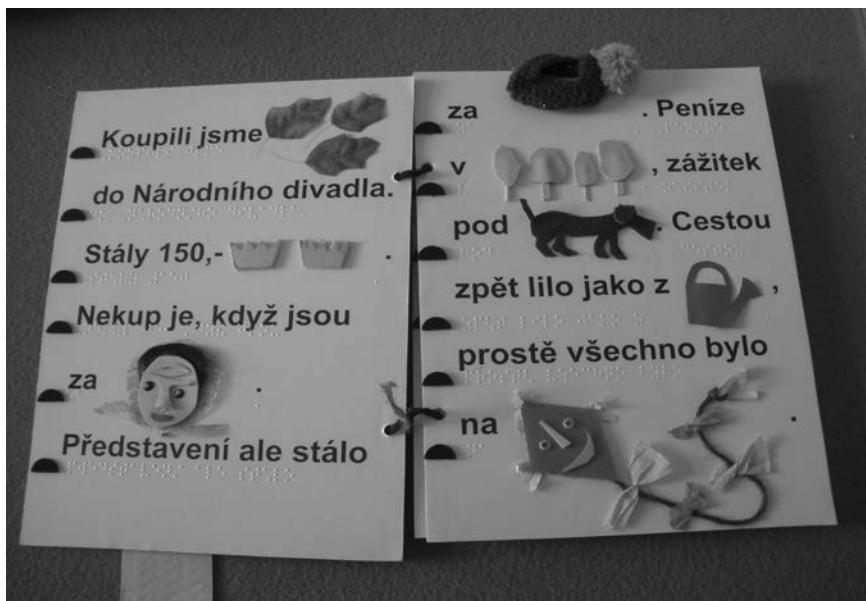 Koupili jsme
do Národního divadla.
Stály 150,- .
Nekup je, když jsou
za .
Představení ale stálo
za . Peníze
v , zážitek
pod . Cestou
zpět lilo jako z ,
prostě všechno bylo
na .